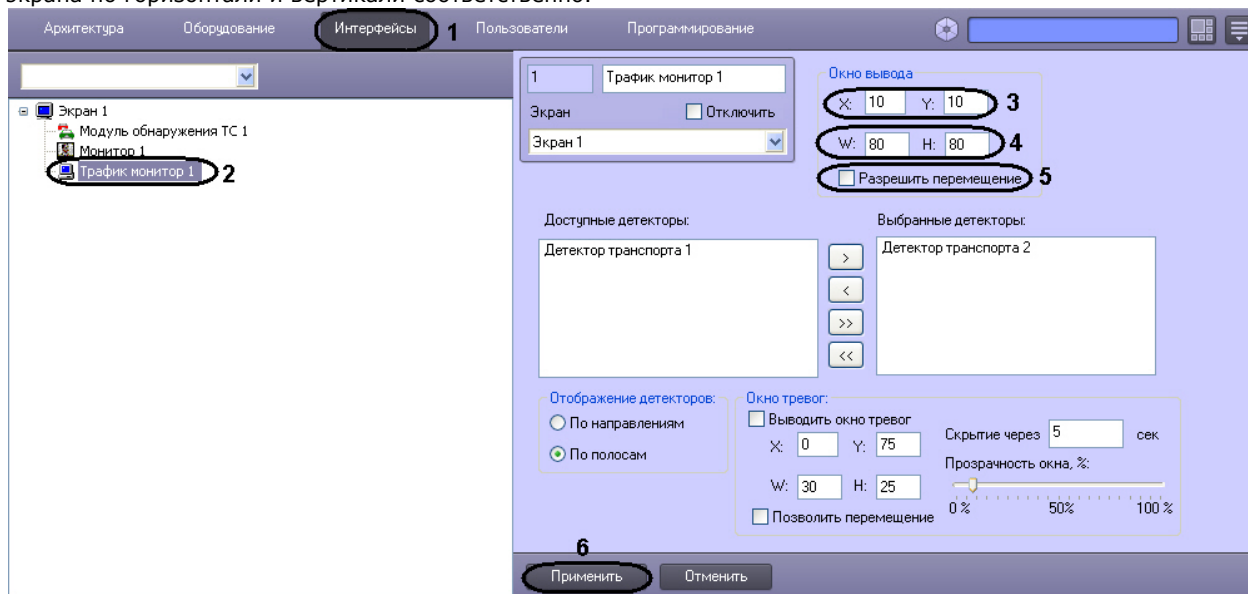 экрана по горизонтали и вертикали соответственно.
Архитектура Оборудование Интерфейсы 1 Пользователи Программирование
1 Трафик монитор 1
Экран Отключить
Экран 1
Окно вывода
X: 10 Y: 10 3
W: 80 H: 80 4
Разрешить перемещение 5
Экран 1
Модуль обнаружения ТС 1
Монитор 1
Трафик монитор 1 2
Доступные детекторы: Выбранные детекторы:
Детектор транспорта 1 > Детектор транспорта 2
<
>>
<<
Отображение детекторов:
По направлениям
По полосам
Окно тревог:
Выводить окно тревог
X: 0 Y: 75
W: 30 H: 25
Позволить перемещение
Скрытие через 5 сек
Прозрачность окна, %:
0 % 50% 100 %
6
Применить Отменить